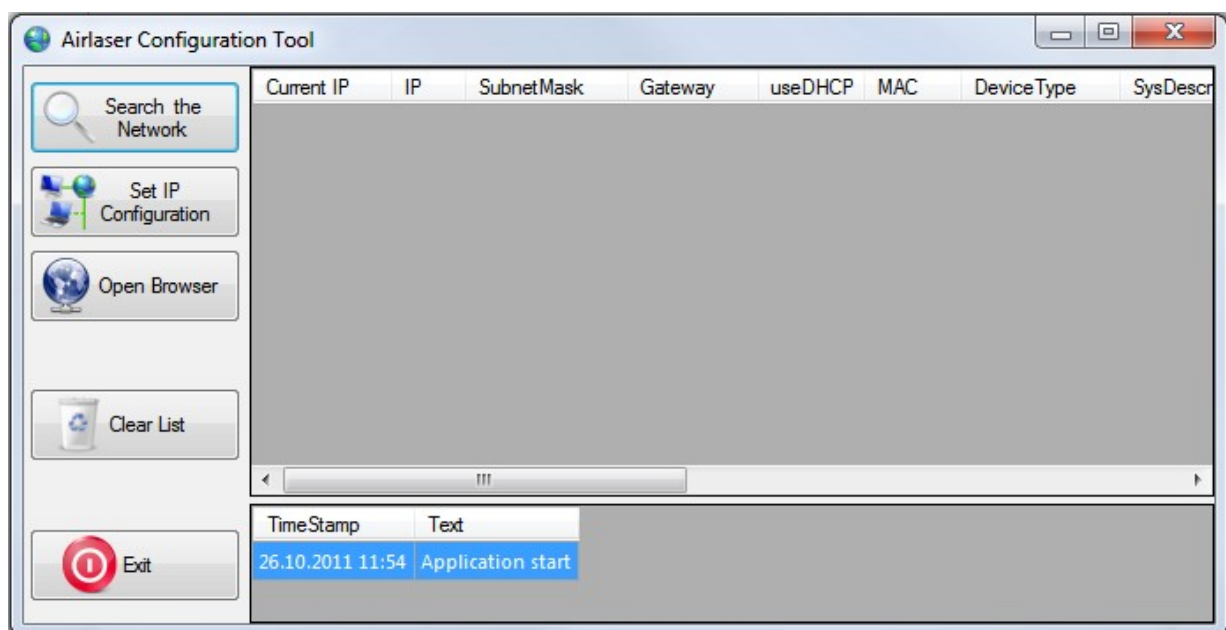 Airlaser Configuration Tool
Search the
Network
Set IP
Configuration
Open Browser
Clear List
Exit
Current IP IP SubnetMask Gateway useDHCP MAC DeviceType SysDescr
TimeStamp Text
26.10.2011 11:54 Application start